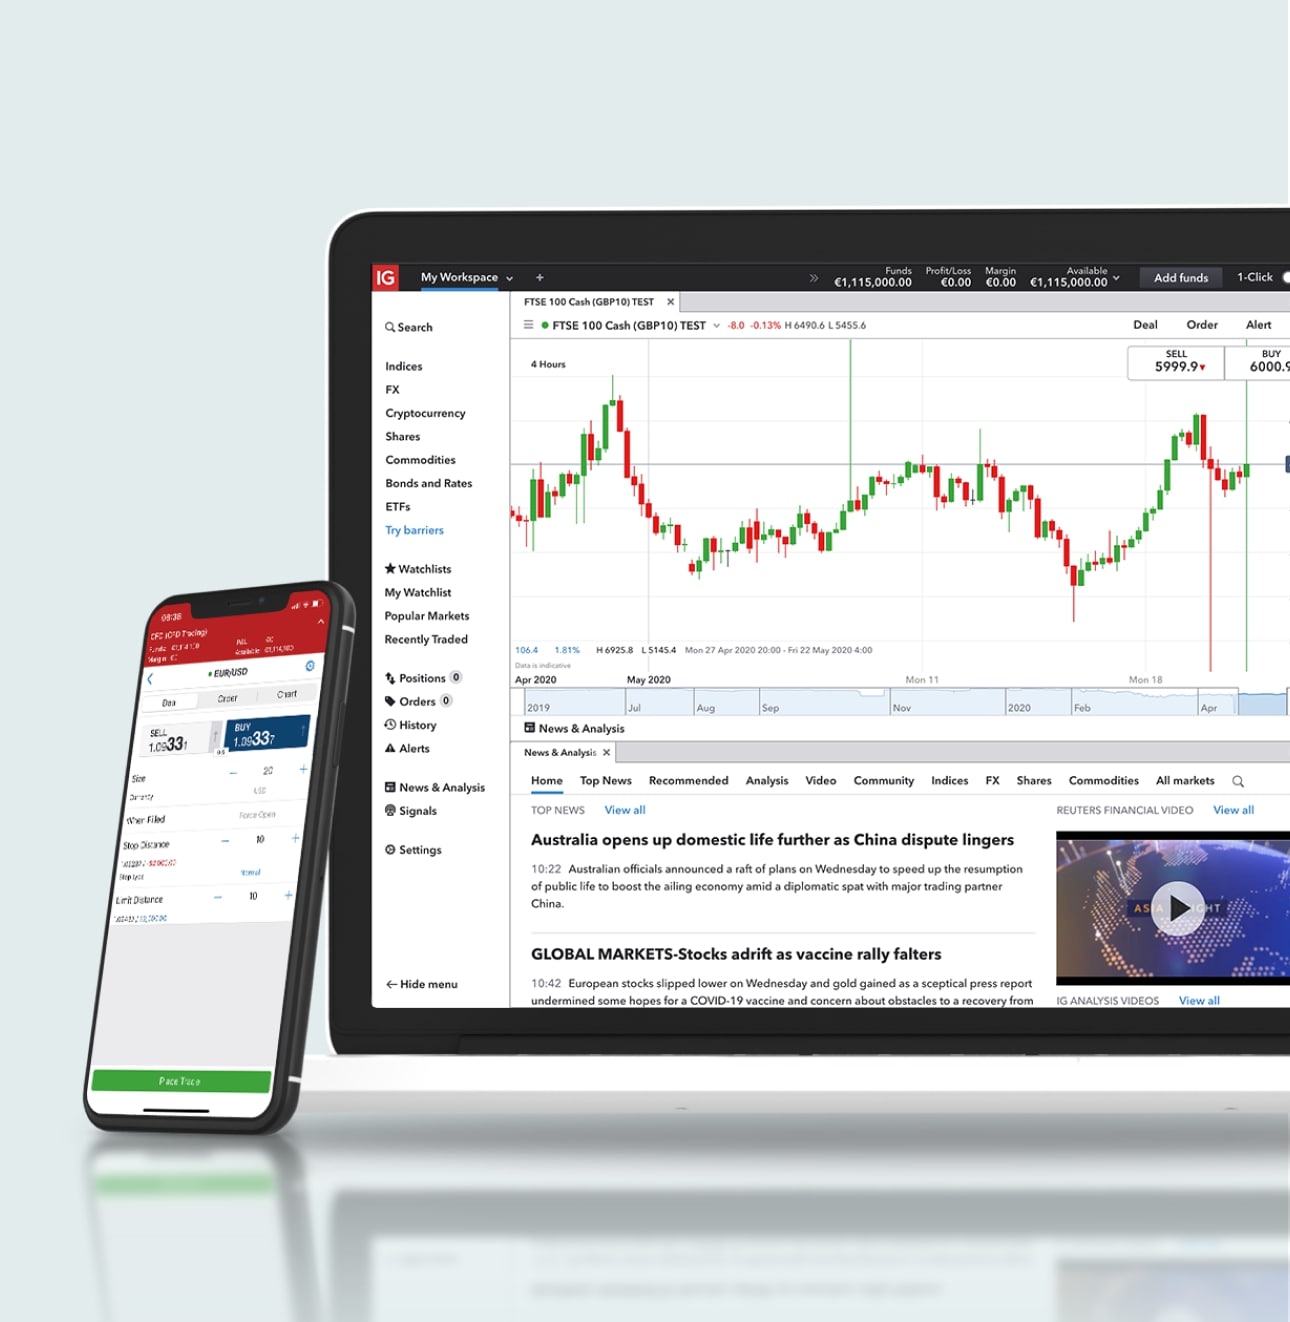 IG
My Workspace
+
Funds
€1,115,000.00
Profit/Loss
€0.00
Margin
€0.00
Available
€1,115,000.00
Add funds
1-Click
FTSE 100 Cash (GBP10) TEST
FTSE 100 Cash (GBP10) TEST -8.0 -0.13% H 6490.6 L 5455.6
Deal Order Alert
4 Hours
SELL
5999.9
BUY
6000.9
106.4 1.81% H 6925.8 L 5145.4 Mon 27 Apr 2020 20:00 - Fri 22 May 2020 4:00
Data is indicative
Apr 2020 May 2020 Mon 11 Mon 18
2019 Jul Aug Sep Nov 2020 Feb Apr
Search
Indices
FX
Cryptocurrency
Shares
Commodities
Bonds and Rates
ETFs
Try barriers
Watchlists
My Watchlist
Popular Markets
Recently Traded
Positions 0
Orders 0
History
Alerts
News & Analysis
Signals
Settings
Hide menu
News & Analysis
News & Analysis
Home Top News Recommended Analysis Video Community Indices FX Shares Commodities All markets
TOP NEWS View all
Australia opens up domestic life further as China dispute lingers
10:22 Australian officials announced a raft of plans on Wednesday to speed up the resumption
of public life to boost the ailing economy amid a diplomatic spat with major trading partner
China.
GLOBAL MARKETS-Stocks adrift as vaccine rally falters
10:42 European stocks slipped lower on Wednesday and gold gained as a sceptical press report
undermined some hopes for a COVID-19 vaccine and concern about obstacles to a recovery from
REUTERS FINANCIAL VIDEO View all
IG ANALYSIS VIDEOS View all
08:38
CFD (CFD Trading)
EUR/USD
Deal Order Chart
SELL
1.09331
BUY
1.09337
Size 20
Currency USD
When Filled Force Open
Stop Distance 10
Normal
Limit Distance 10
Place Trade